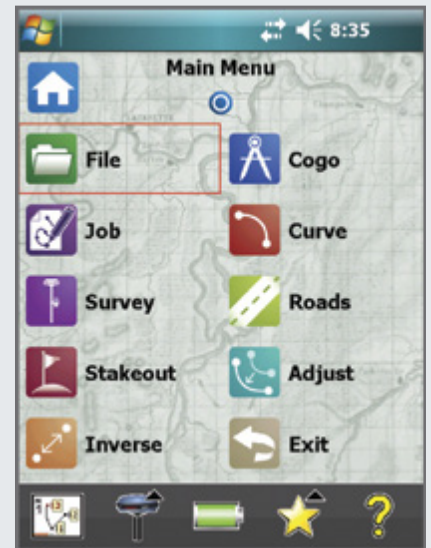 8:35
Main Menu
File
Cogo
Job
Curve
Survey
Roads
Stakeout
Adjust
Inverse
Exit